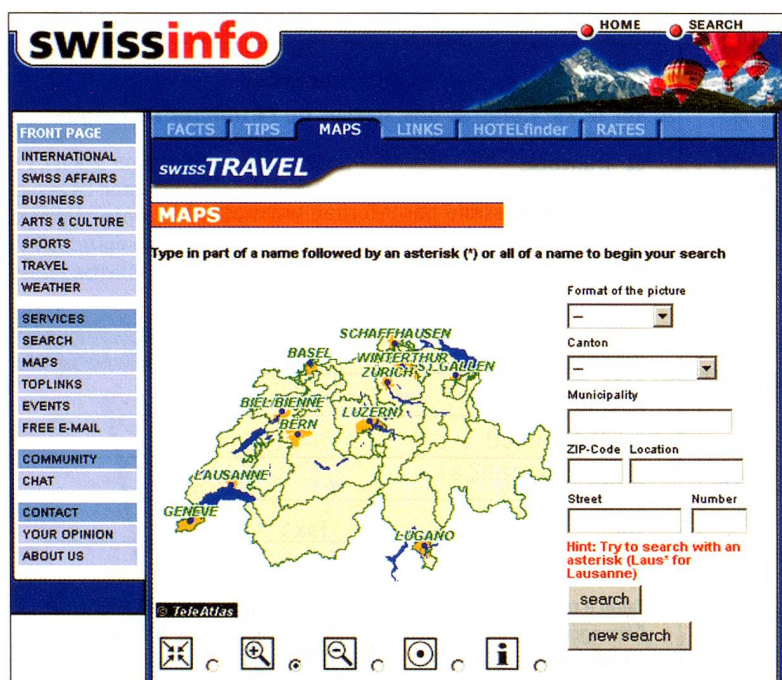 swissinfo
HOME
SEARCH
FRONT PAGE
INTERNATIONAL
SWISS AFFAIRS
BUSINESS
ARTS & CULTURE
SPORTS
TRAVEL
WEATHER
SERVICES
SEARCH
MAPS
TOPLINKS
EVENTS
FREE E-MAIL
COMMUNITY
CHAT
CONTACT
YOUR OPINION
ABOUT US
FACTS
TIPS
MAPS
LINKS
HOTELfinder
RATES
swissTRAVEL
MAPS
Type in part of a name followed by an asterisk (*) or all of a name to begin your search
SCHAFFHAUSEN
BASEL
WINTERTHUR
ST.GALLEN
ZÜRICH
BIEL/BIENNE
LUZERN
BERN
LAUSANNE
GENEVE
LUGANO
© TeleAtlas
i
Format of the picture
--
Canton
--
Municipality
ZIP-Code Location
Street Number
Hint: Try to search with an
asterisk (Laus* for
Lausanne)
search
new search